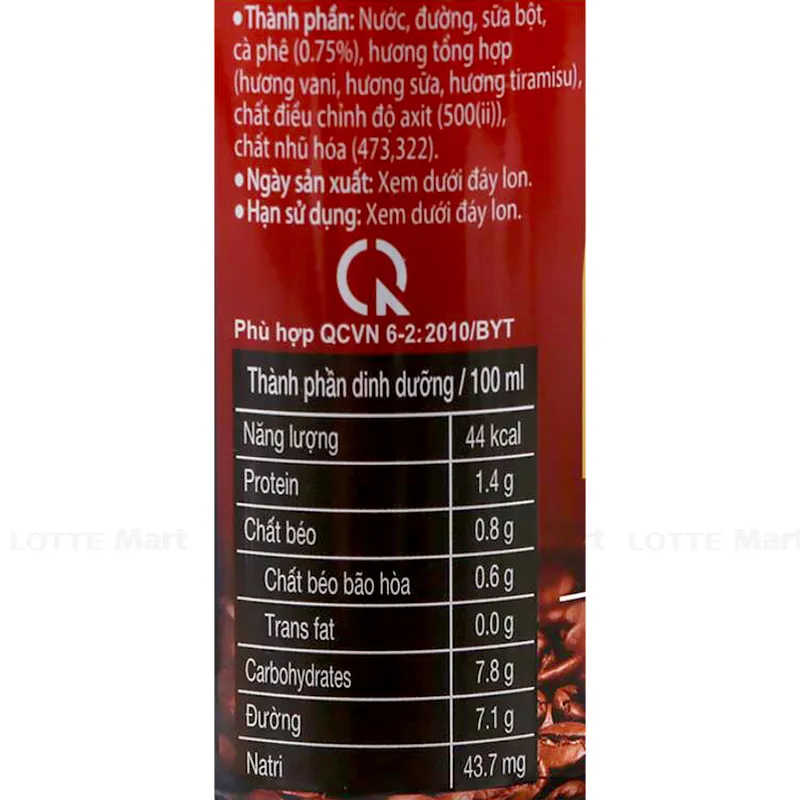 •Thành phần: Nước, đường, sữa bột,
cà phê (0.75%), hương tổng hợp
(hương vani, hương sữa, hương tiramisu),
chất điều chỉnh độ axit (500(ii)),
chất nhũ hóa (473,322).
•Ngày sản xuất: Xem dưới đáy lon.
•Hạn sử dụng: Xem dưới đáy lon.
Phù hợp QCVN 6-2:2010/BYT
Thành phần dinh dưỡng / 100 ml
Năng lượng 44 kcal
Protein 1.4 g
Chất béo 0.8 g
Chất béo bão hòa 0.6 g
Trans fat 0.0 g
Carbohydrates 7.8 g
Đường 7.1 g
Natri 43.7 mg
LOTTE Mart
LOTTE Mart